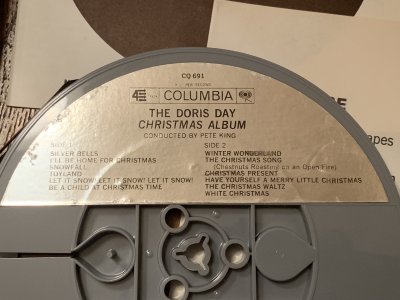 CQ 691
COLUMBIA
THE DORIS DAY
CHRISTMAS ALBUM
CONDUCTED BY PETE KING
SIDE 1
SILVER BELLS
I'LL BE HOME FOR CHRISTMAS
SNOWFALL
TOYLAND
LET IT SNOW! LET IT SNOW! LET IT SNOW!
BE A CHILD AT CHRISTMAS TIME
SIDE 2
WINTER WONDERLAND
THE CHRISTMAS SONG
(Chestnuts Roasting on an Open Fire)
CHRISTMAS PRESENT
HAVE YOURSELF A MERRY LITTLE CHRISTMAS
THE CHRISTMAS WALTZ
WHITE CHRISTMAS